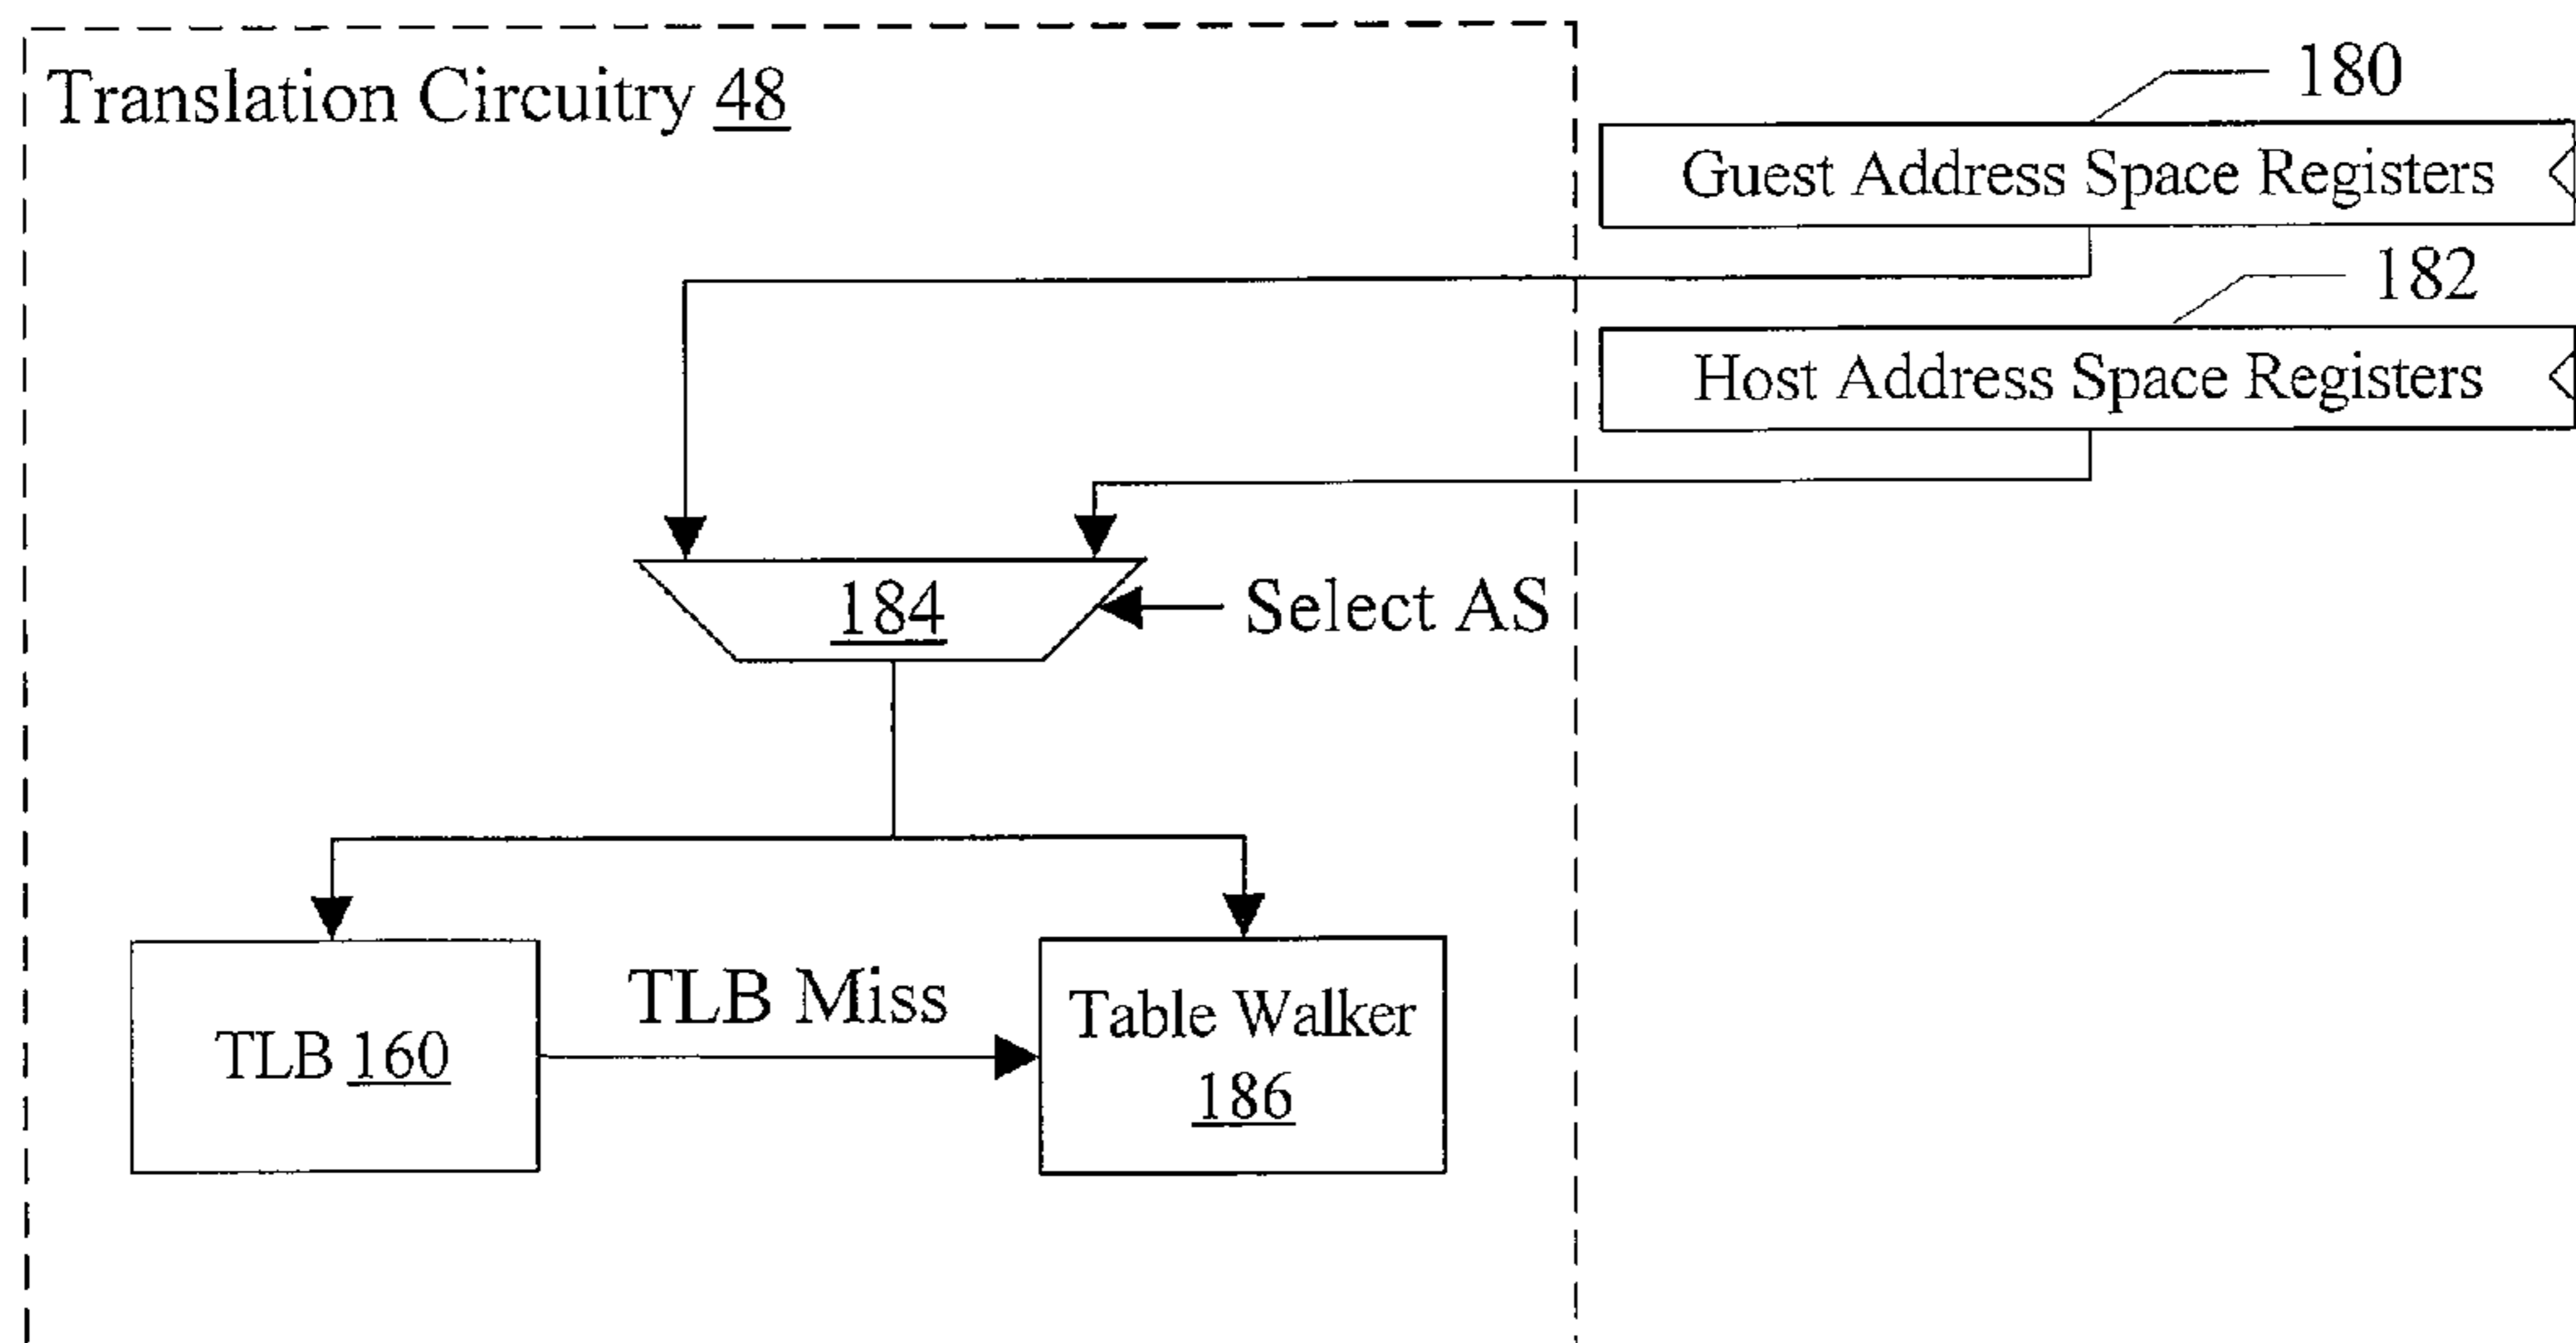 Translation Circuitry 48
180
Guest Address Space Registers
182
Host Address Space Registers
184
Select AS
TLB 160
TLB Miss
Table Walker
186